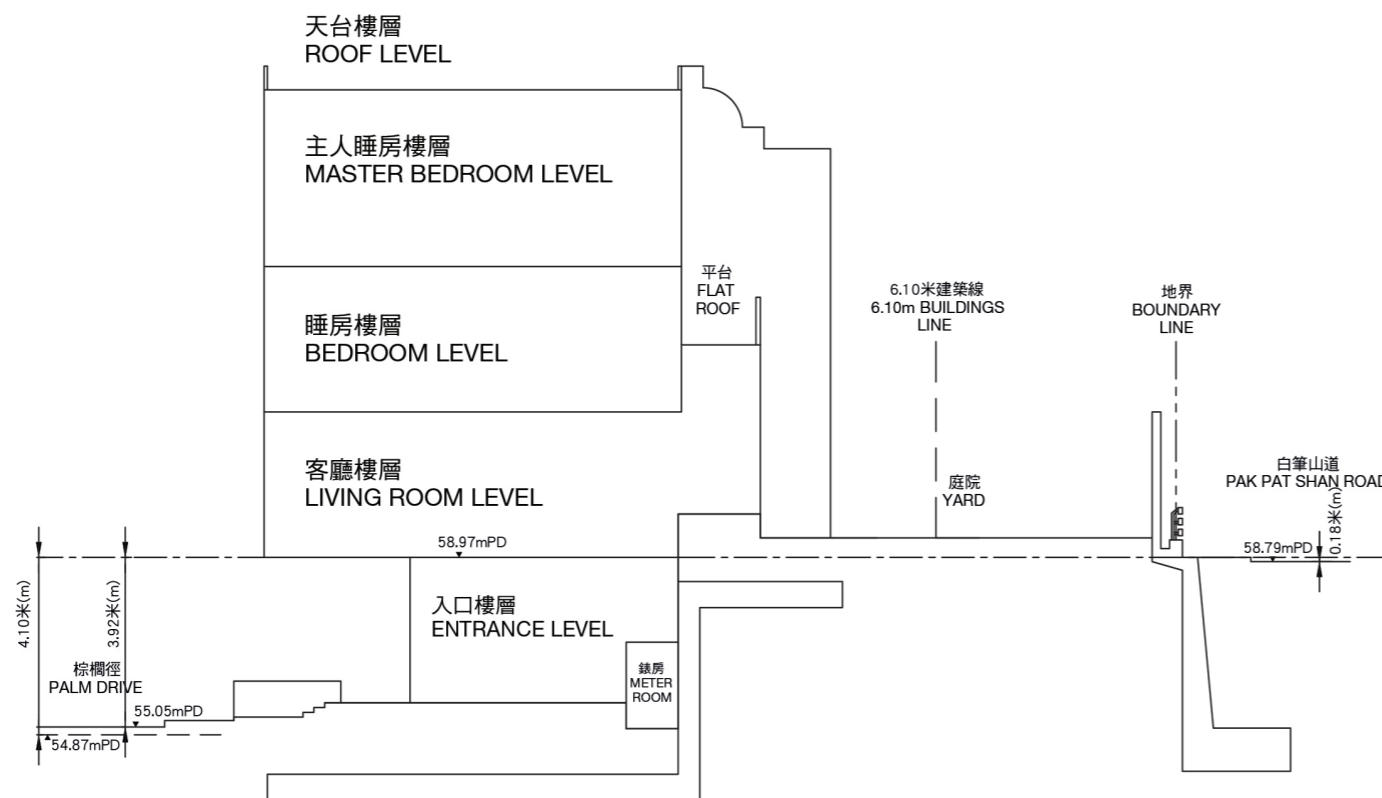 天台樓層
ROOF LEVEL
主人睡房樓層
MASTER BEDROOM LEVEL
平台
FLAT
ROOF
6.10米建築線
6.10m BUILDINGS
LINE
地界
BOUNDARY
LINE
睡房樓層
BEDROOM LEVEL
客廳樓層
LIVING ROOM LEVEL
庭院
YARD
白筆山道
PAK PAT SHAN ROAD
0.18米(m)
58.97mPD
58.79mPD
4.10米(m)
3.92米(m)
入口樓層
ENTRANCE LEVEL
棕櫚徑
PALM DRIVE
錶房
METER
ROOM
55.05mPD
54.87mPD